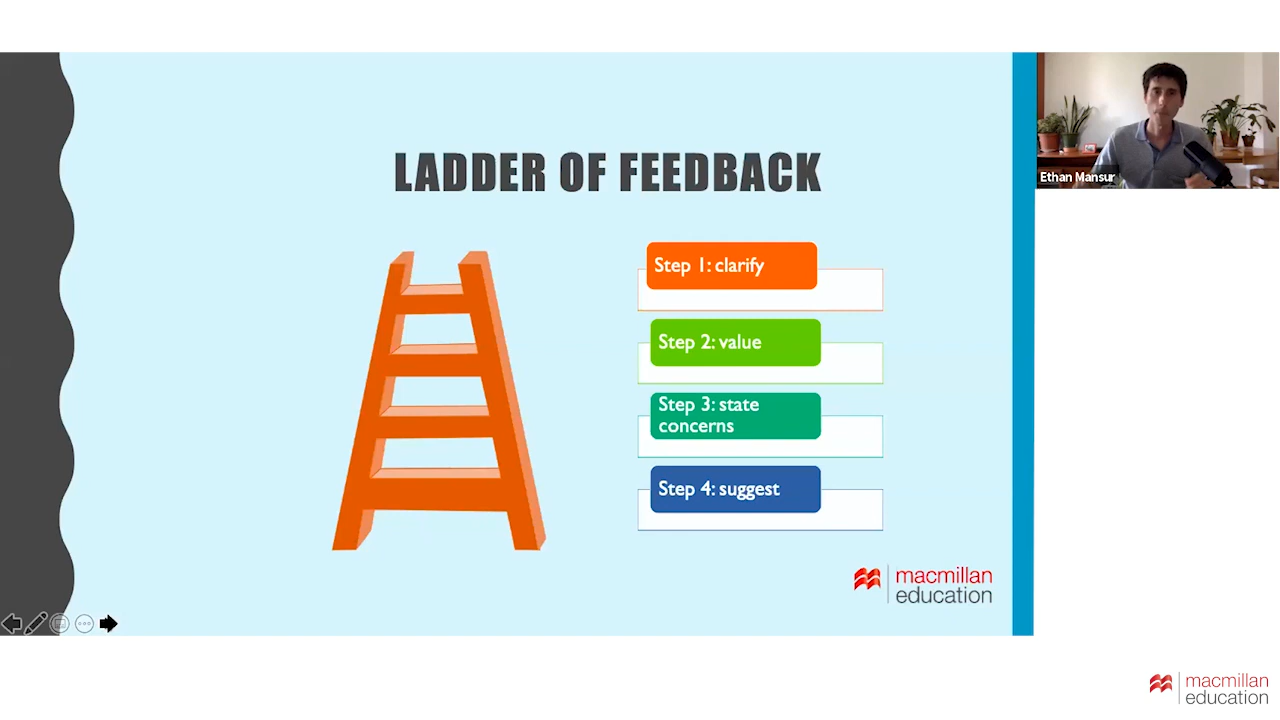 LADDER OF FEEDBACK
Step 1: clarify
Step 2: value
Step 3: state
concerns
Step 4: suggest
macmillan
education
Ethan Mansur
macmillan
education